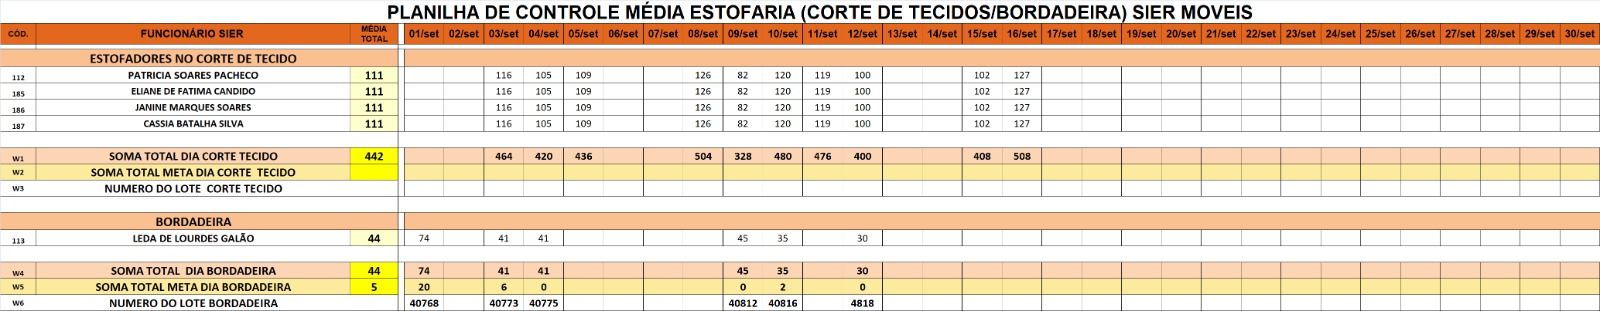 PLANILHA DE CONTROLE MÉDIA ESTOFARIA (CORTE DE TECIDOS/BORDADEIRA) SIER MOVEIS
CÓD. FUNCIONÁRIO SIER MÉDIA TOTAL 01/set 02/set 03/set 04/set 05/set 06/set 07/set 08/set 09/set 10/set 11/set 12/set 13/set 14/set 15/set 16/set 17/set 18/set 19/set 20/set 21/set 22/set 23/set 24/set 25/set 26/set 27/set 28/set 29/set 30/set
ESTOFADORES NO CORTE DE TECIDO
112 PATRICIA SOARES PACHECO 111 116 105 109 126 82 120 119 100 102 127
185 ELIANE DE FATIMA CANDIDO 111 116 105 109 126 82 120 119 100 102 127
186 JANINE MARQUES SOARES 111 116 105 109 126 82 120 119 100 102 127
187 CASSIA BATALHA SILVA 111 116 105 109 126 82 120 119 100 102 127
W1 SOMA TOTAL DIA CORTE TECIDO 442 464 420 436 504 328 480 476 400 408 508
W2 SOMA TOTAL META DIA CORTE TECIDO
W3 NUMERO DO LOTE CORTE TECIDO
BORDADEIRA
113 LEDA DE LOURDES GALÃO 44 74 41 41 45 35 30
W4 SOMA TOTAL DIA BORDADEIRA 44 74 41 41 45 35 30
W5 SOMA TOTAL META DIA BORDADEIRA 5 20 6 0 0 2 0
W6 NUMERO DO LOTE BORDADEIRA 40768 40773 40775 40812 40816 4818